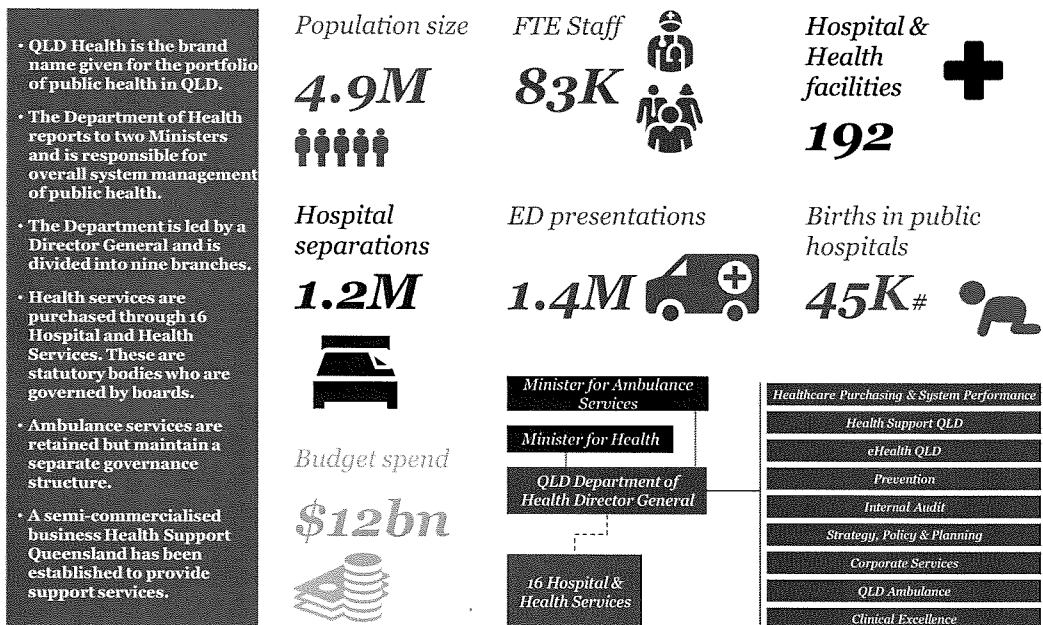 · QLD Health is the brand
name given for the portfolio
of public health in QLD.
· The Department of Health
reports to two Ministers
and is responsible for
overall system management
of public health.
· The Department is led by a
Director General and is
divided into nine branches.
· Health services are
purchased through 16
Hospital and Health
Services. These are
statutory bodies who are
governed by boards.
· Ambulance services are
retained but maintain a
separate governance
structure.
· A semi-commercialised
business Health Support
Queensland has been
established to provide
support services.
Population size
4.9M
FTE Staff
83K
Hospital &
Health
facilities
192
Hospital
separations
1.2M
ED presentations
1.4M
Births in public
hospitals
45K#
Budget spend
$12bn
Minister for Ambulance
Services
Minister for Health
QLD Department of
Health Director General
16 Hospital &
Health Services
Healthcare Purchasing & System Performance
Health Support QLD
eHealth QLD
Prevention
Internal Audit
Strategy, Policy & Planning
Corporate Services
QLD Ambulance
Clinical Excellence